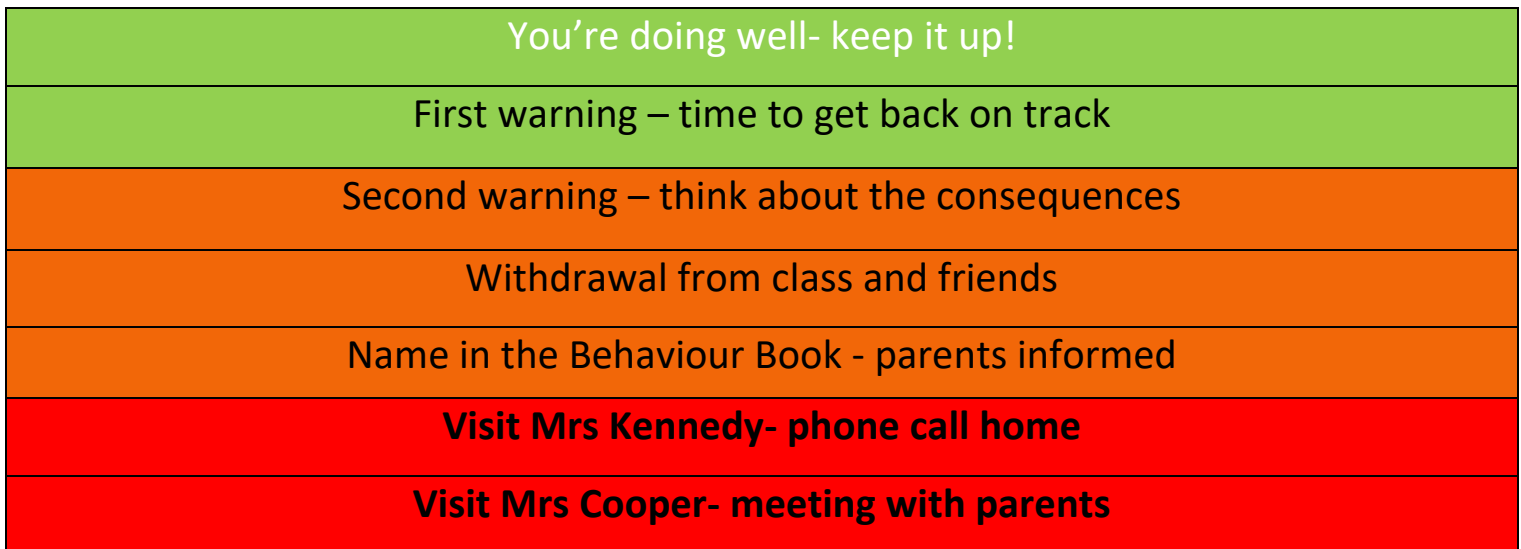 You’re doing well- keep it up!
First warning – time to get back on track
Second warning – think about the consequences
Withdrawal from class and friends
Name in the Behaviour Book - parents informed
Visit Mrs Kennedy- phone call home
Visit Mrs Cooper- meeting with parents